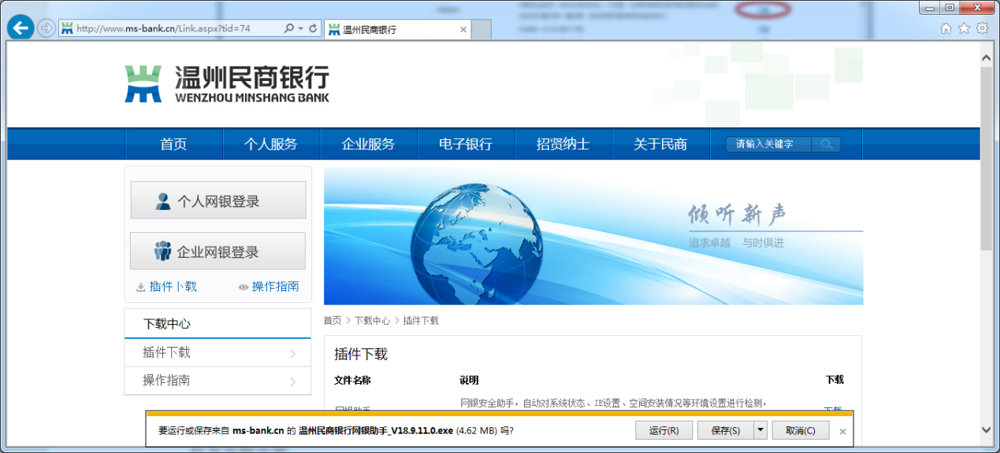 http://www.ms-bank.cn/Link.aspx?tid=74
温州民商银行
温州民商银行
WENZHOU MINSHANG BANK
首页 个人服务 企业服务 电子银行 招贤纳士 关于民商 请输入关键字
个人网银登录
企业网银登录
插件下载 操作指南
倾听新声
追求卓越 与时俱进
下载中心
插件下载
操作指南
首页 > 下载中心 > 插件下载
插件下载
文件名称 说明 下载
网银安全助手，自动对系统状态、IE设置、空间安装情况等环境设置进行检测，
网银助手 下载
要运行或保存来自 ms-bank.cn 的 温州民商银行网银助手_V18.9.11.0.exe (4.62 MB) 吗?
运行(R) 保存(S) 取消(C)